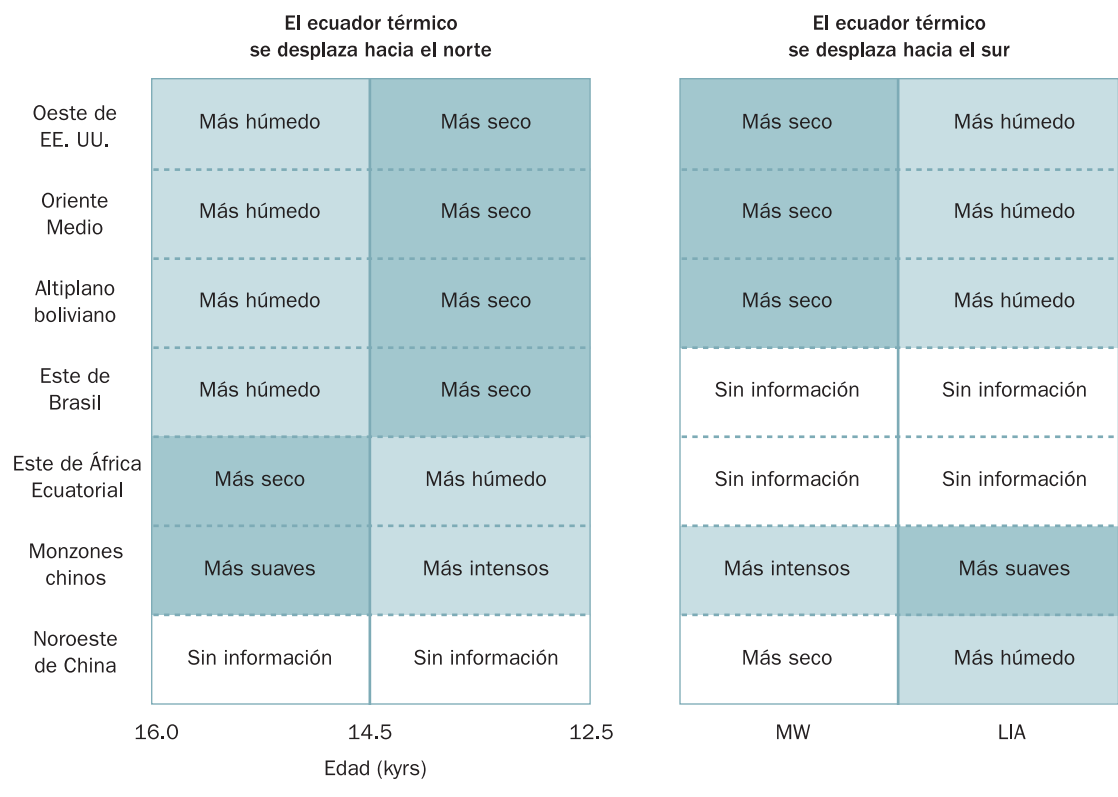 El ecuador térmico
se desplaza hacia el norte
El ecuador térmico
se desplaza hacia el sur
Oeste de
EE. UU.
Más húmedo
Más seco
Más seco
Más húmedo
Oriente
Medio
Más húmedo
Más seco
Más seco
Más húmedo
Altiplano
boliviano
Más húmedo
Más seco
Más seco
Más húmedo
Este de
Brasil
Más húmedo
Más seco
Sin información
Sin información
Este de África
Ecuatorial
Más seco
Más húmedo
Sin información
Sin información
Monzones
chinos
Más suaves
Más intensos
Más intensos
Más suaves
Noroeste
de China
Sin información
Sin información
Más seco
Más húmedo
16.0
14.5
12.5
MW
LIA
Edad (kyrs)